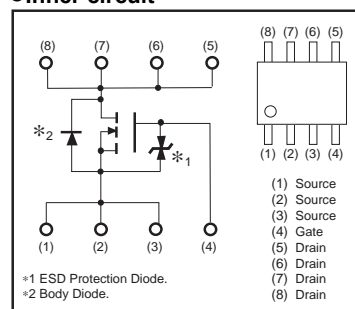 Inner circuit
(8) (7) (6) (5)
(8) (7) (6) (5)
*2
*1
(1) (2) (3) (4)
(1) (2) (3) (4)
(1) Source
(2) Source
(3) Source
(4) Gate
(5) Drain
(6) Drain
(7) Drain
(8) Drain
*1 ESD Protection Diode.
*2 Body Diode.